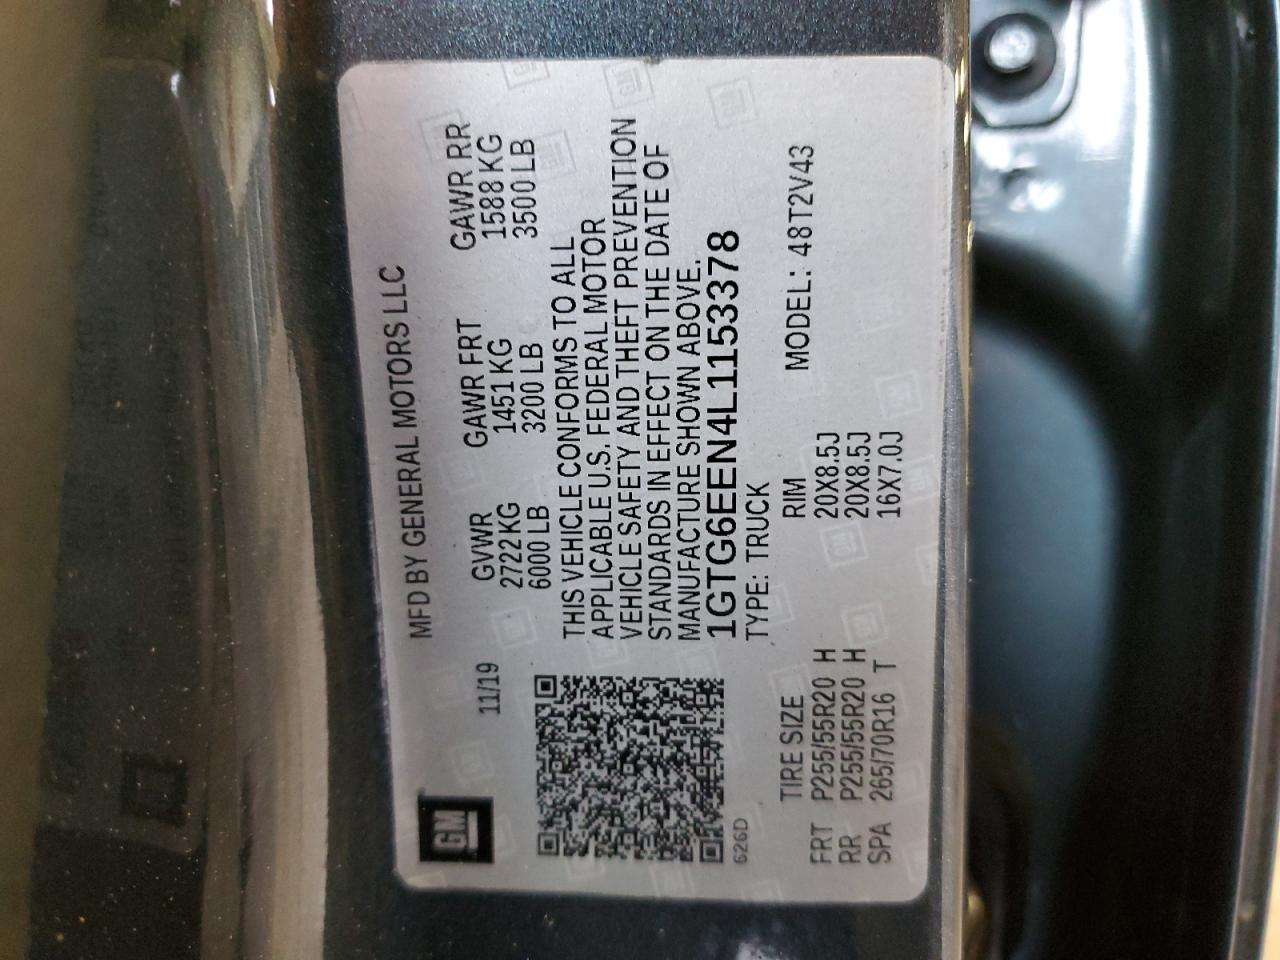 GM
MFD BY GENERAL MOTORS LLC
11/19
GVWR GAWR FRT GAWR RR
2722 KG 1451 KG 1588 KG
6000 LB 3200 LB 3500 LB
THIS VEHICLE CONFORMS TO ALL
APPLICABLE U.S. FEDERAL MOTOR
VEHICLE SAFETY AND THEFT PREVENTION
STANDARDS IN EFFECT ON THE DATE OF
MANUFACTURE SHOWN ABOVE.
1GTG6EEN4L1153378
626D
TYPE: TRUCK
TIRE SIZE RIM MODEL: 48T2V43
FRT P255/55R20 H 20X8.5J
RR P255/55R20 H 20X8.5J
SPA 265/70R16 T 16X7.0J